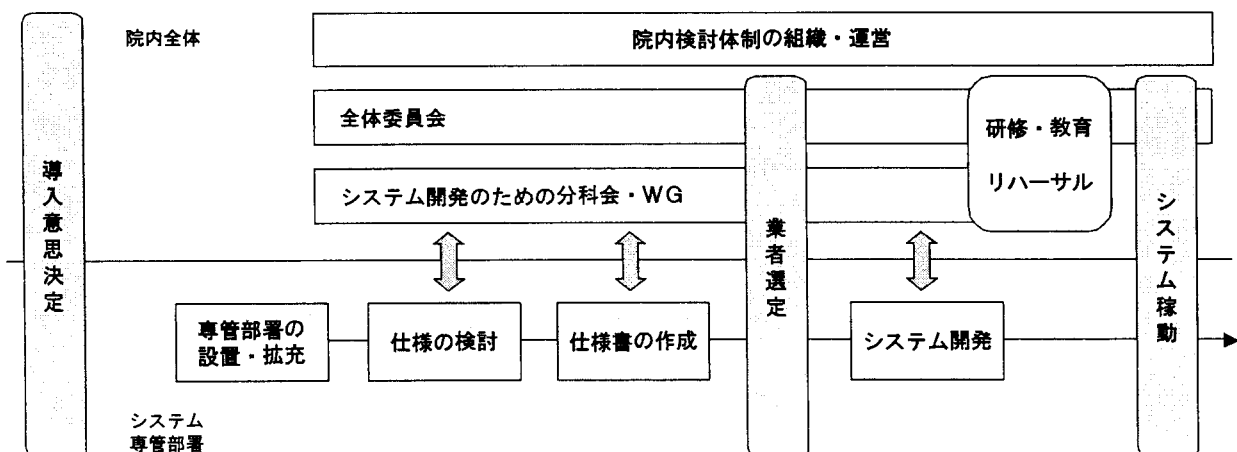 院内全体
院内検討体制の組織・運営
全体委員会
研修・教育
リハーサル
システム開発のための分科会・WG
導入意思決定
業者選定
システム稼動
専管部署の
設置・拡充
仕様の検討
仕様書の作成
システム開発
システム
専管部署